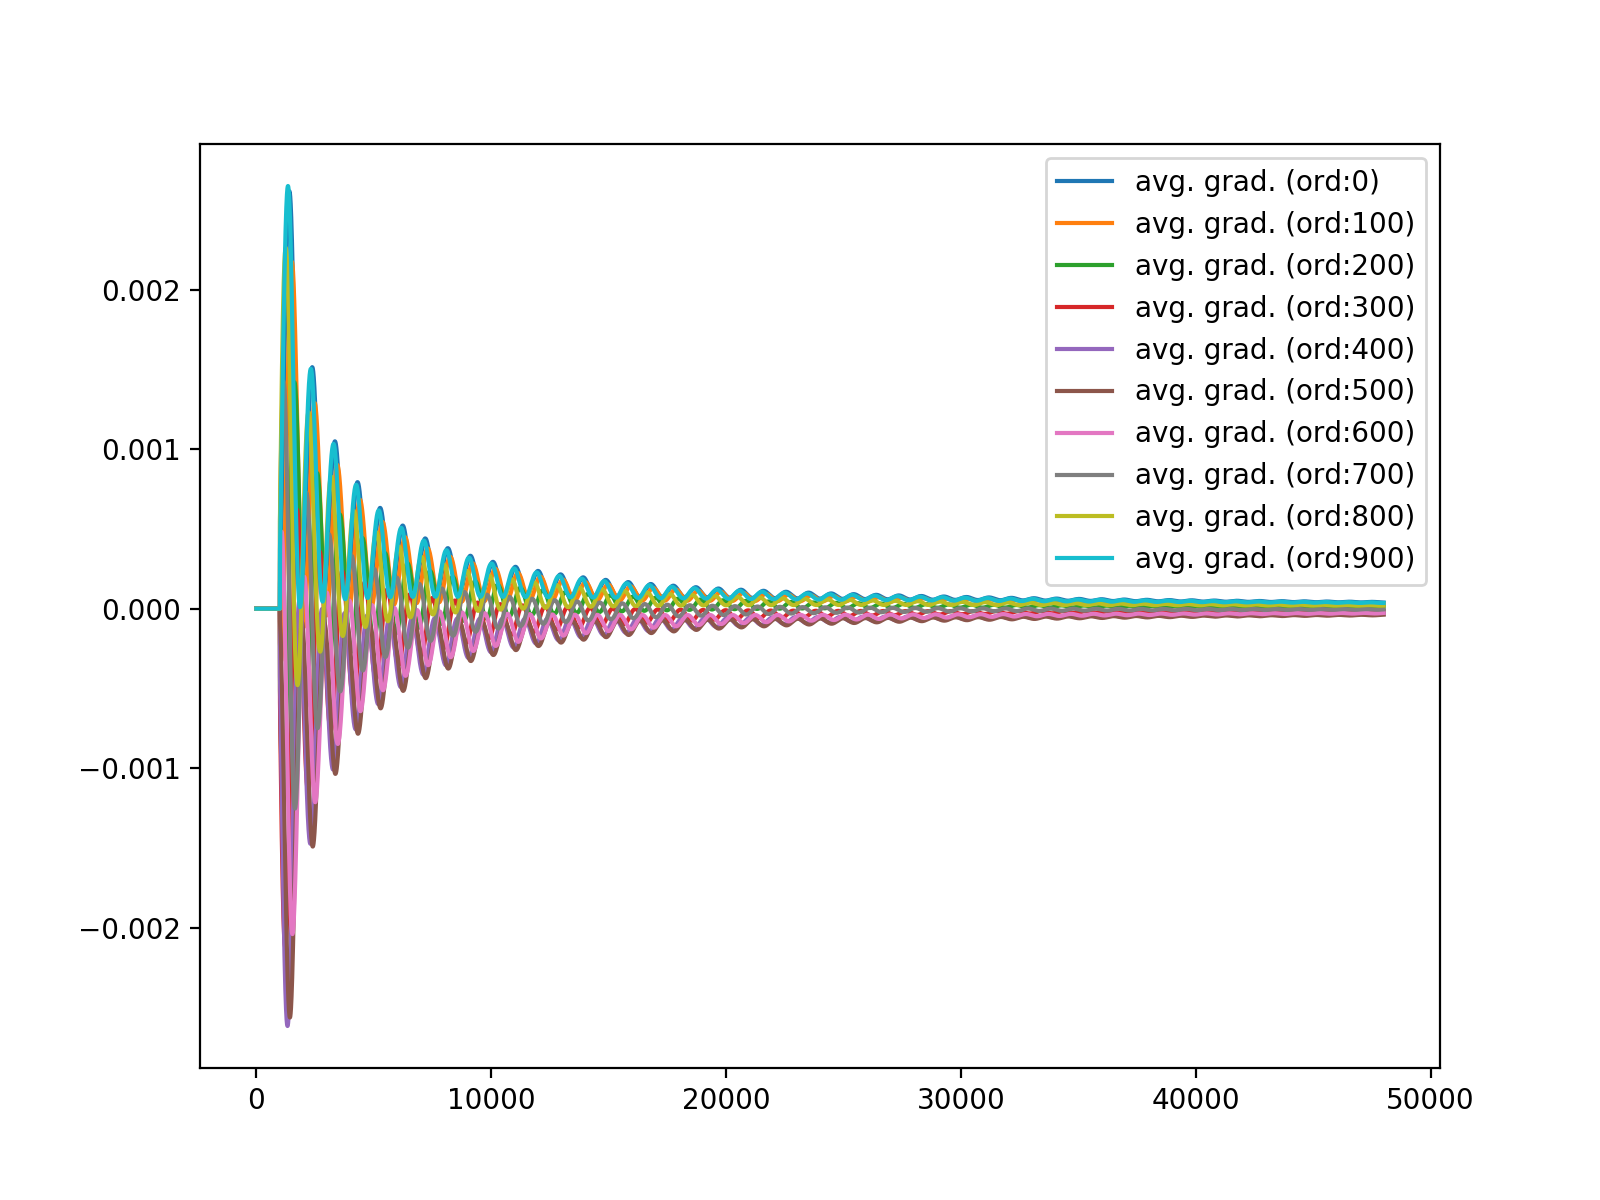 avg. grad. (ord:0)
avg. grad. (ord:100)
avg. grad. (ord:200)
avg. grad. (ord:300)
avg. grad. (ord:400)
avg. grad. (ord:500)
avg. grad. (ord:600)
avg. grad. (ord:700)
avg. grad. (ord:800)
avg. grad. (ord:900)
0.002
0.001
0.000
−0.001
−0.002
0 10000 20000 30000 40000 50000